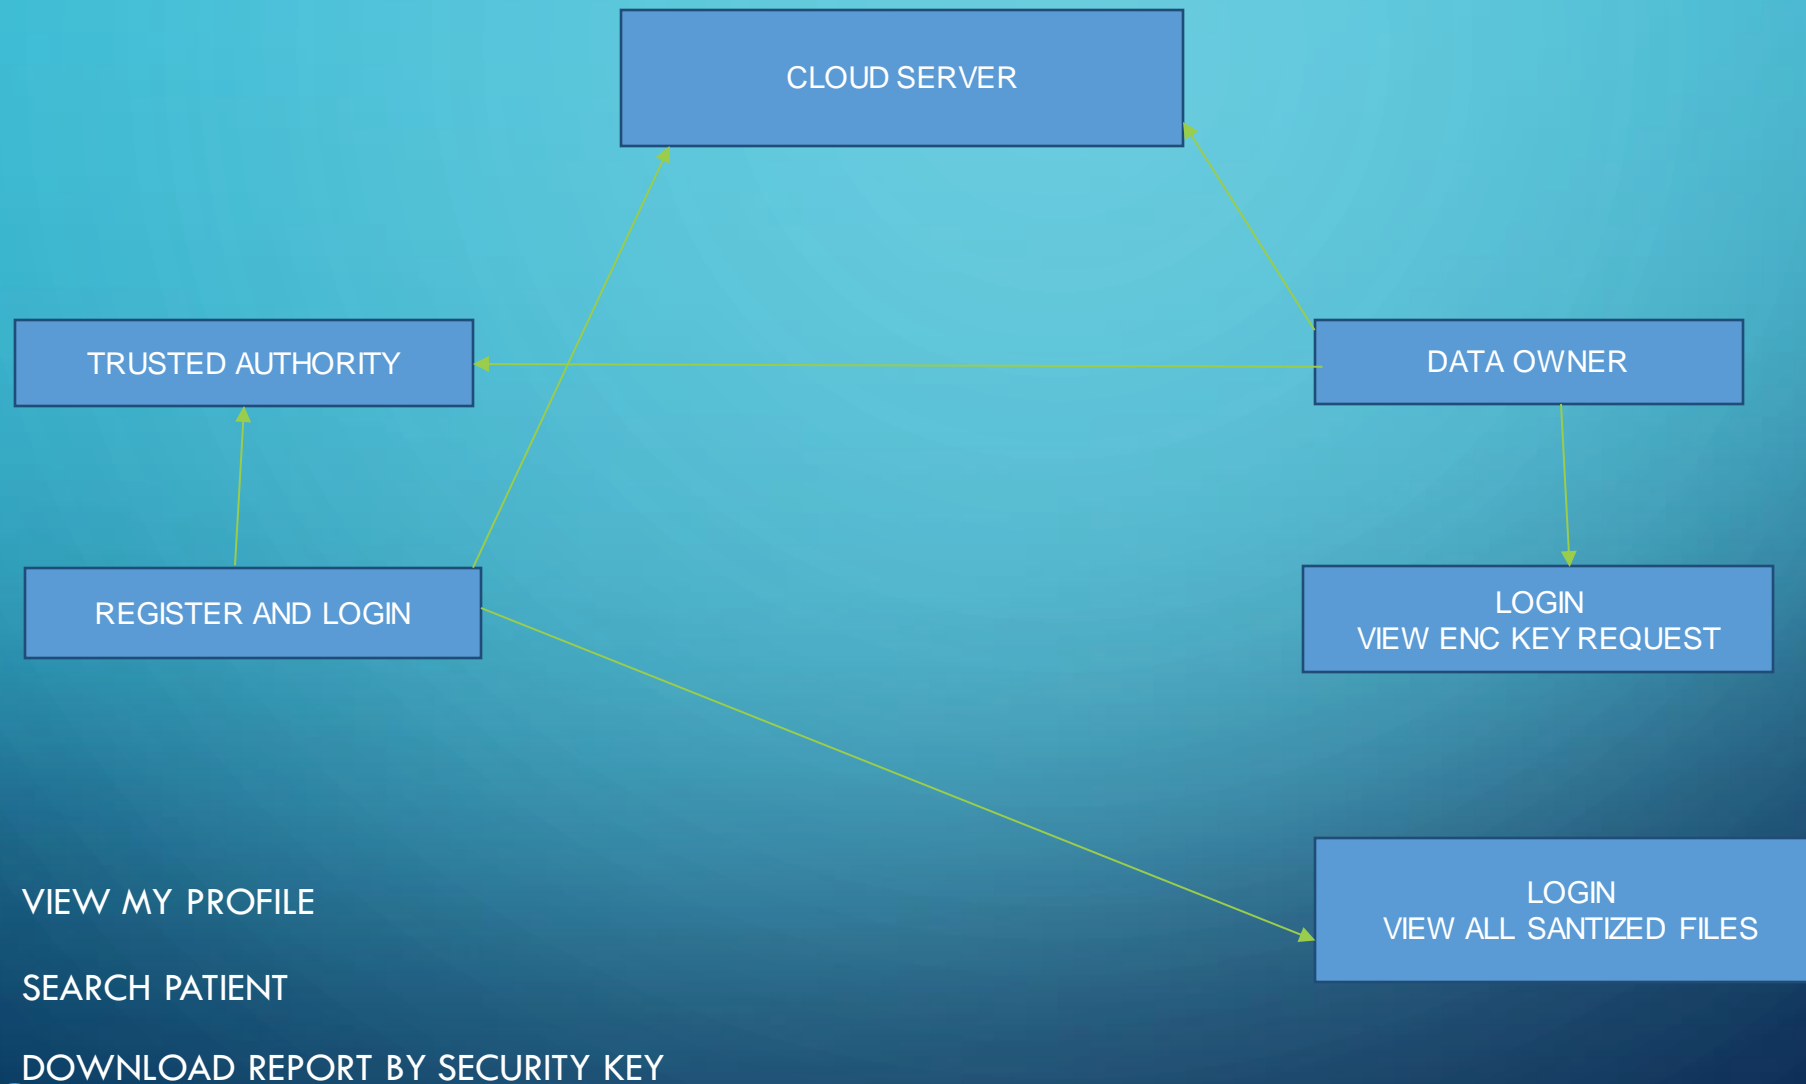 CLOUD SERVER
TRUSTED AUTHORITY
DATA OWNER
REGISTER AND LOGIN
LOGIN
VIEW ENC KEY REQUEST
LOGIN
VIEW ALL SANTIZED FILES
VIEW MY PROFILE
SEARCH PATIENT
DOWNLOAD REPORT BY SECURITY KEY